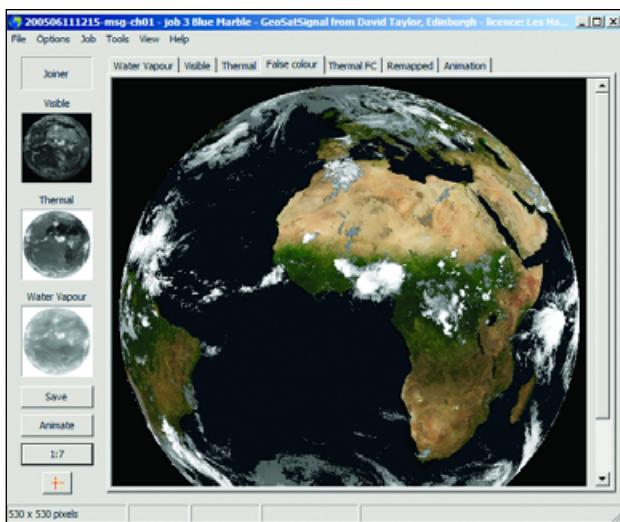 200506111215-msg-ch01 - job 3 Blue Marble - GeoSatSignal from David Taylor, Edinburgh - licence: Les Ha...
File Options Job Tools View Help
Joiner
Water Vapour Visible Thermal False colour Thermal FC Remapped Animation
Visible
Thermal
Water Vapour
Save
Animate
1:7
530 x 530 pixels